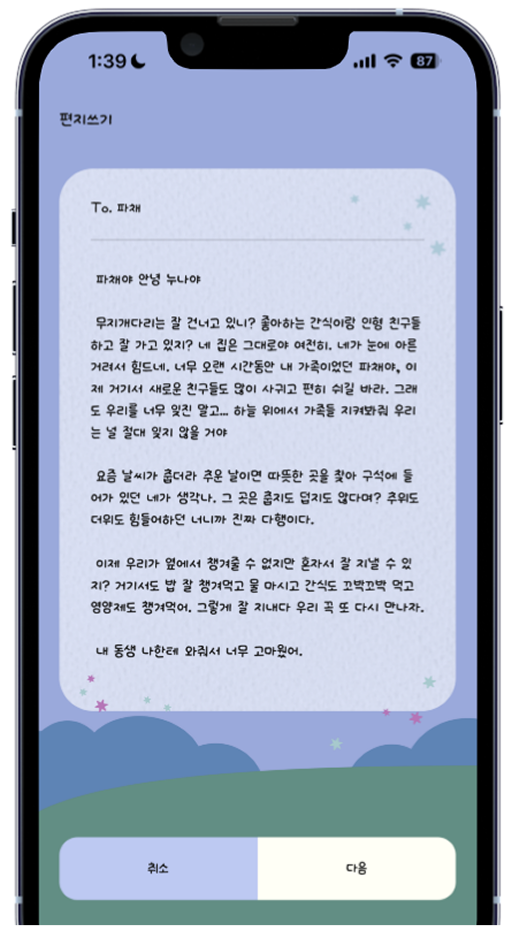 1:39
87
편지쓰기
To. 파채
파채야 안녕 누나야
무지개다리는 잘 건너고 있니? 좋아하는 간식이랑 인형 친구들
하고 잘 가고 있지? 네 집은 그대로야 여전히. 네가 눈에 아른
거려서 힘드네. 너무 오랜 시간동안 내 가족이었던 파채야, 이
제 거기서 새로운 친구들도 많이 사귀고 편히 쉬길 바라. 그래
도 우리를 너무 잊진 말고... 하늘 위에서 가족들 지켜봐줘 우리
는 널 절대 잊지 않을 거야
요즘 날씨가 춥더라 추운 날이면 따뜻한 곳을 찾아 구석에 들
어가 있던 네가 생각나. 그 곳은 춥지도 덥지도 않다며? 추위도
더위도 힘들어하던 너니까 진짜 다행이다.
이제 우리가 옆에서 챙겨줄 수 없지만 혼자서 잘 지낼 수 있
지? 거기서도 밥 잘 챙겨먹고 물 마시고 간식도 꼬박꼬박 먹고
영양제도 챙겨먹어. 그렇게 잘 지내다 우리 꼭 또 다시 만나자.
내 동생 나한테 와줘서 너무 고마웠어.
취소
다음